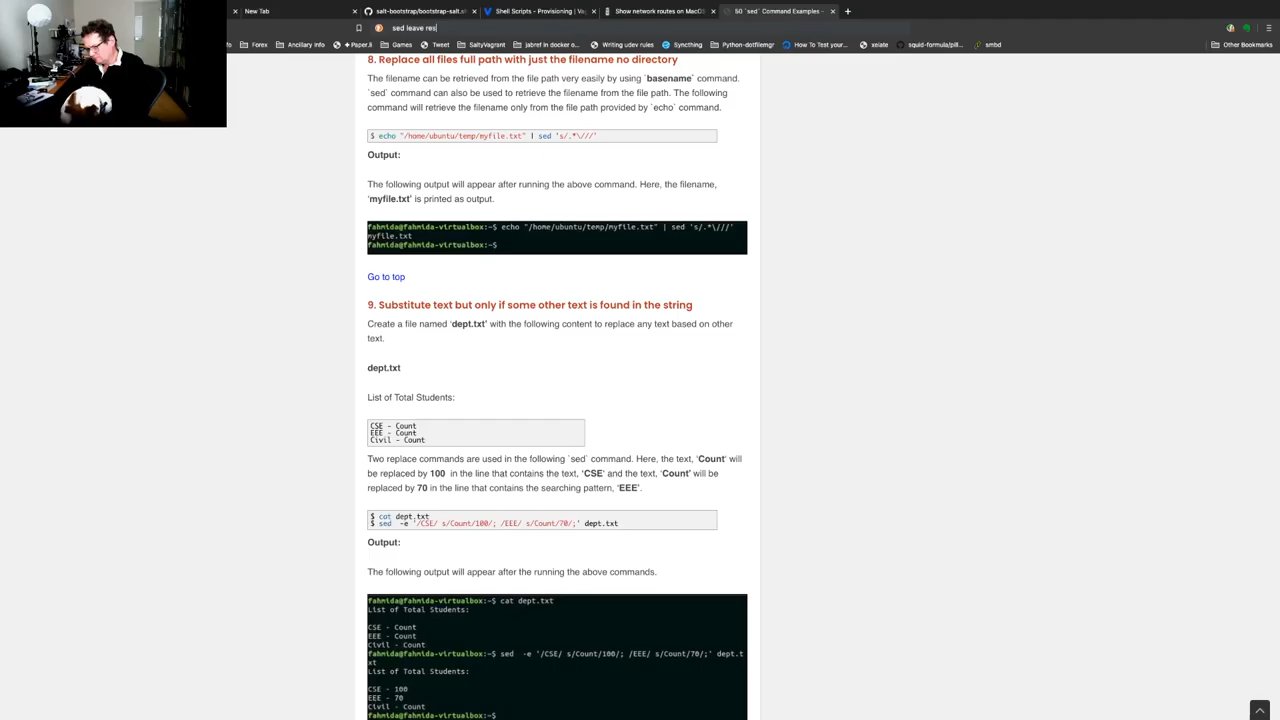 New Tab
salt-bootstrap/bootstrap-salt.sh
Shell Scripts - Provisioning | Vag
Show network routes on MacOS
50 `sed` Command Examples -
sed leave res
Forex
Ancillary Info
+ Paper.li
Games
Tweet
SaltyVagrant
jabref in docker o...
Writing udev rules
Syncthing
Python-dotfilemgr
How To Test your...
xelate
squid-formula/pill...
smbd
Other Bookmarks
8. Replace all files full path with just the filename no directory
The filename can be retrieved from the file path very easily by using `basename` command.
`sed` command can also be used to retrieve the filename from the file path. The following
command will retrieve the filename only from the file path provided by `echo` command.
$ echo "/home/ubuntu/temp/myfile.txt" | sed 's/.*\///'
Output:
The following output will appear after running the above command. Here, the filename,
'myfile.txt' is printed as output.
fahmida@fahmida-virtualbox:~$ echo "/home/ubuntu/temp/myfile.txt" | sed 's/.*\///'
myfile.txt
fahmida@fahmida-virtualbox:~$
Go to top
9. Substitute text but only if some other text is found in the string
Create a file named 'dept.txt' with the following content to replace any text based on other
text.
dept.txt
List of Total Students:
CSE - Count
EEE - Count
Civil - Count
Two replace commands are used in the following `sed` command. Here, the text, 'Count' will
be replaced by 100 in the line that contains the text, 'CSE' and the text, 'Count' will be
replaced by 70 in the line that contains the searching pattern, 'EEE'.
$ cat dept.txt
$ sed -e '/CSE/ s/Count/100/; /EEE/ s/Count/70/;' dept.txt
Output:
The following output will appear after the running the above commands.
fahmida@fahmida-virtualbox:~$ cat dept.txt
List of Total Students:
CSE - Count
EEE - Count
Civil - Count
fahmida@fahmida-virtualbox:~$ sed -e '/CSE/ s/Count/100/; /EEE/ s/Count/70/;' dept.t
xt
List of Total Students:
CSE - 100
EEE - 70
Civil - Count
fahmida@fahmida-virtualbox:~$